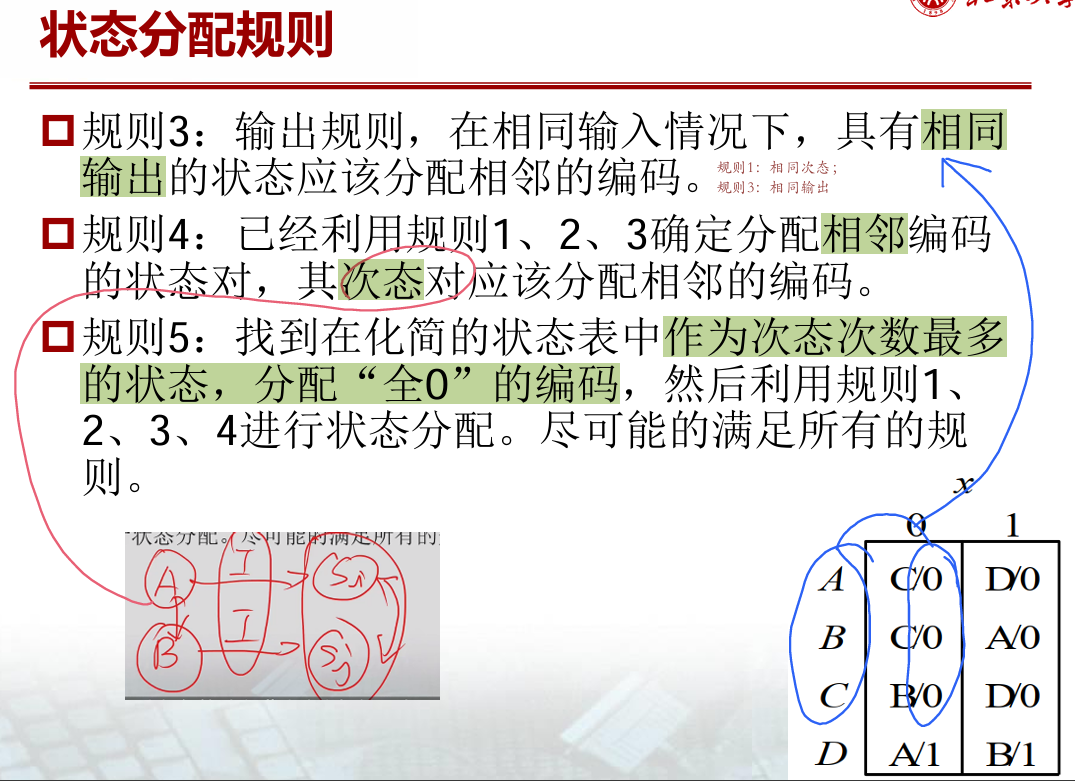 状态分配规则
规则3：输出规则，在相同输入情况下，具有相同
输出的状态应该分配相邻的编码。
规则1：相同次态；
规则3：相同输出
规则4：已经利用规则1、2、3确定分配相邻编码
的状态对，其次态对应该分配相邻的编码。
规则5：找到在化简的状态表中作为次态次数最多
的状态，分配“全0”的编码，然后利用规则1、
2、3、4进行状态分配。尽可能的满足所有的规
则。
状态分配。尽可能的满足所有的
A I Si
B I Sj
x
0 1
A C/0 D/0
B C/0 A/0
C B/0 D/0
D A/1 B/1